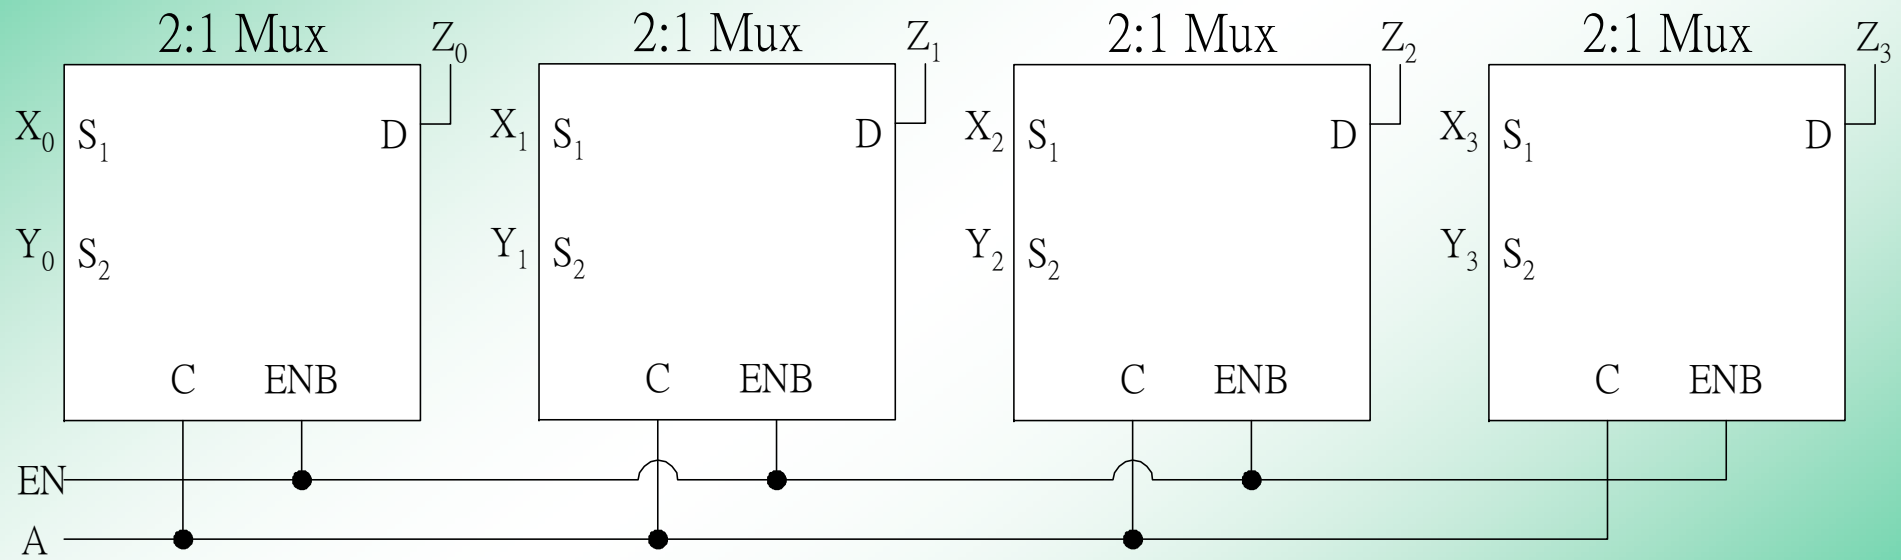 2:1 Mux Z₀ 2:1 Mux Z₁ 2:1 Mux Z₂ 2:1 Mux Z₃
X₀ S₁ D X₁ S₁ D X₂ S₁ D X₃ S₁ D
Y₀ S₂ Y₁ S₂ Y₂ S₂ Y₃ S₂
C ENB C ENB C ENB C ENB
EN
A